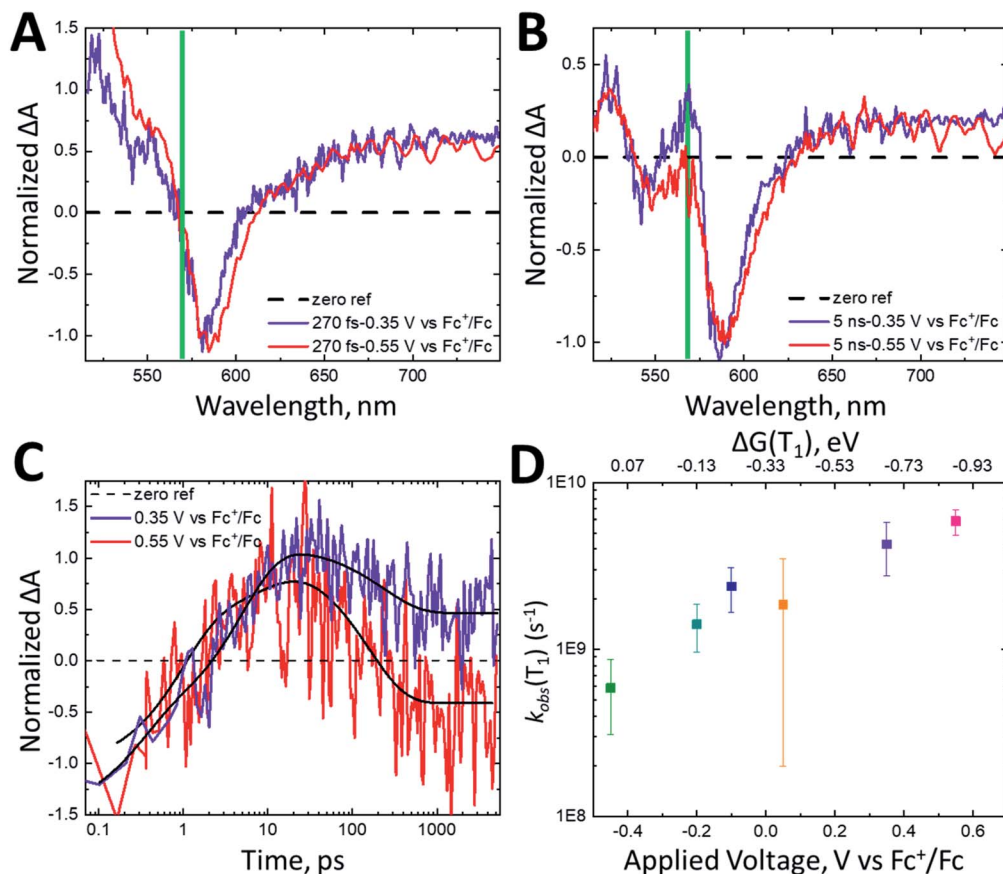 A
Normalized ΔA
1.5
1.0
0.5
0.0
-0.5
-1.0
zero ref
270 fs-0.35 V vs Fc⁺/Fc
270 fs-0.55 V vs Fc⁺/Fc
550 600 650 700
Wavelength, nm
B
Normalized ΔA
0.5
0.0
-0.5
-1.0
zero ref
5 ns-0.35 V vs Fc⁺/Fc
5 ns-0.55 V vs Fc⁺/Fc
550 600 650 700
Wavelength, nm
C
Normalized ΔA
1.5
1.0
0.5
0.0
-0.5
-1.0
-1.5
zero ref
0.35 V vs Fc⁺/Fc
0.55 V vs Fc⁺/Fc
0.1 1 10 100 1000
Time, ps
ΔG(T₁), eV
0.07 -0.13 -0.33 -0.53 -0.73 -0.93
D
k_obs(T₁) (s⁻¹)
1E10
1E9
1E8
-0.4 -0.2 0.0 0.2 0.4 0.6
Applied Voltage, V vs Fc⁺/Fc